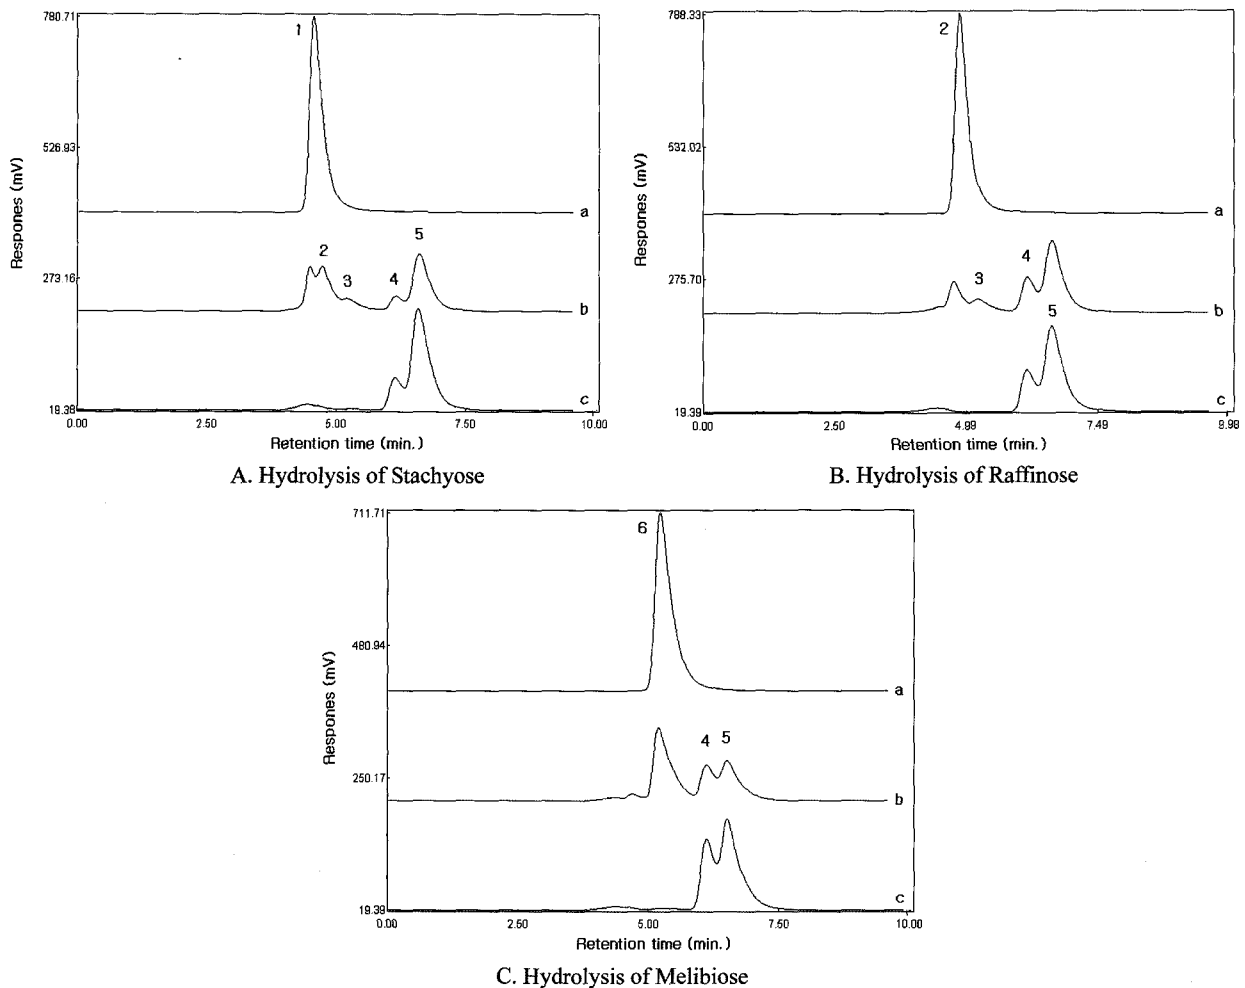 780.71
1
526.93
Respones (mV)
a
5
2
3
4
273.16
b
c
19.38
0.00 2.50 5.00 7.50 10.00
Retention time (min.)
A. Hydrolysis of Stachyose
788.33
2
532.02
Respones (mV)
a
4
3
275.70
b
5
c
19.39
0.00 2.50 4.99 7.49 9.98
Retention time (min.)
B. Hydrolysis of Raffinose
711.71
6
480.94
Respones (mV)
a
4 5
250.17
b
c
19.39
0.00 2.50 5.00 7.50 10.00
Retention time (min.)
C. Hydrolysis of Melibiose